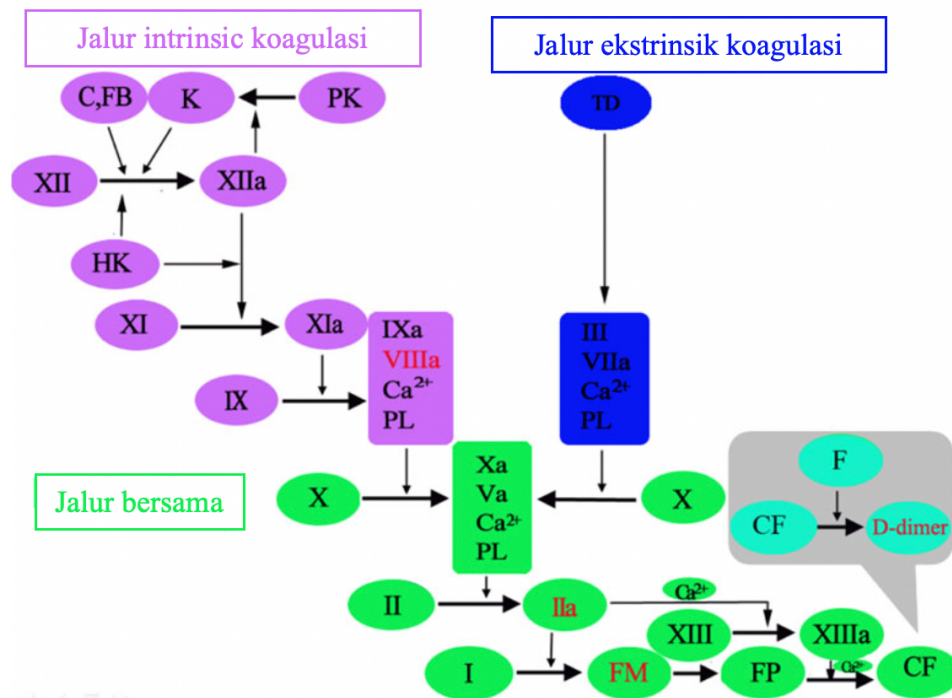 Jalur intrinsic koagulasi
Jalur ekstrinsik koagulasi
C,FB
K
PK
TD
XII
XIIa
HK
XI
XIa
IXa
VIIIa
Ca²⁺
PL
IX
III
VIIa
Ca²⁺
PL
Jalur bersama
X
Xa
Va
Ca²⁺
PL
X
F
CF
D-dimer
II
IIa
Ca²⁺
XIII
XIIIa
I
FM
FP
Ca²⁺
CF